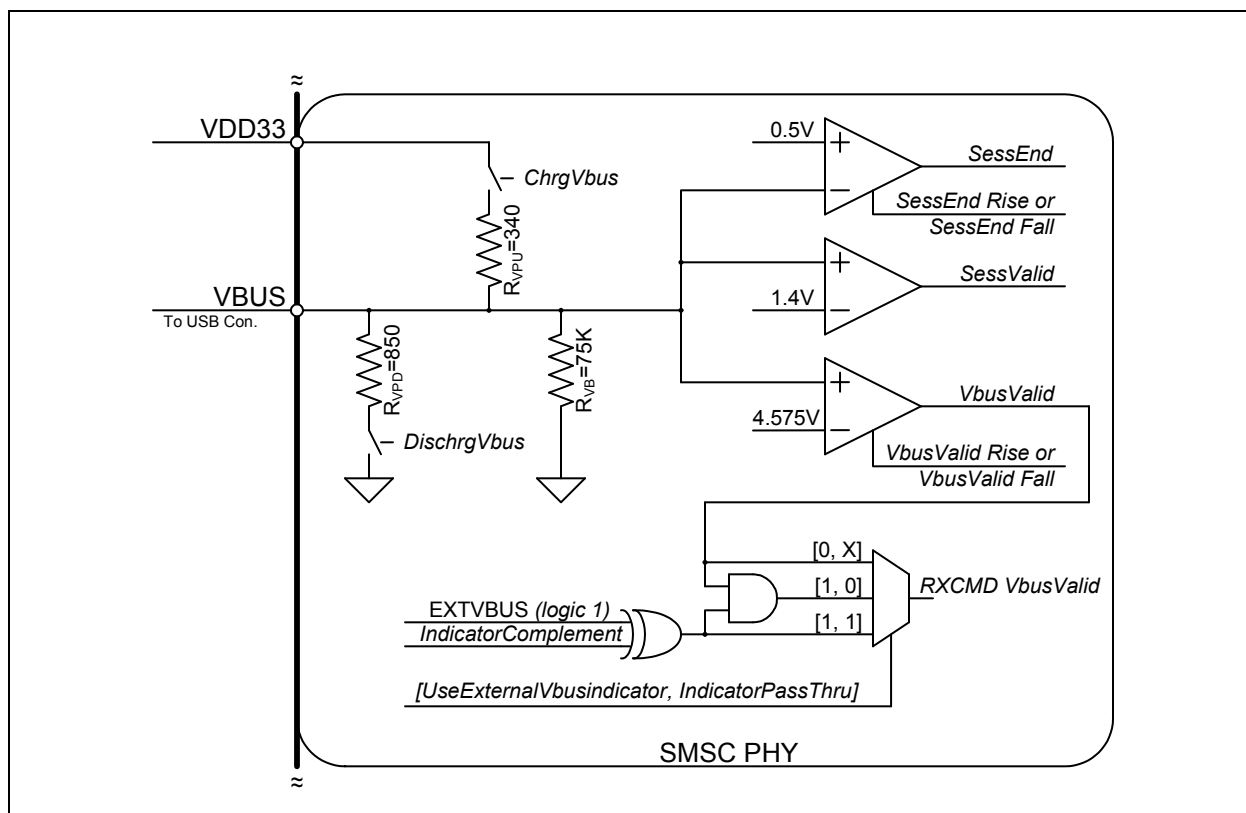 ≈
VDD33
ChrgVbus
RVPU=340
VBUS
To USB Con.
RVPD=850
DischrgVbus
RVB=75K
0.5V
+
−
SessEnd
SessEnd Rise or
SessEnd Fall
+
1.4V
−
SessValid
+
4.575V
−
VbusValid
VbusValid Rise or
VbusValid Fall
[0, X]
[1, 0]
[1, 1]
RXCMD VbusValid
EXTVBUS (logic 1)
IndicatorComplement
[UseExternalVbusindicator, IndicatorPassThru]
SMSC PHY
≈